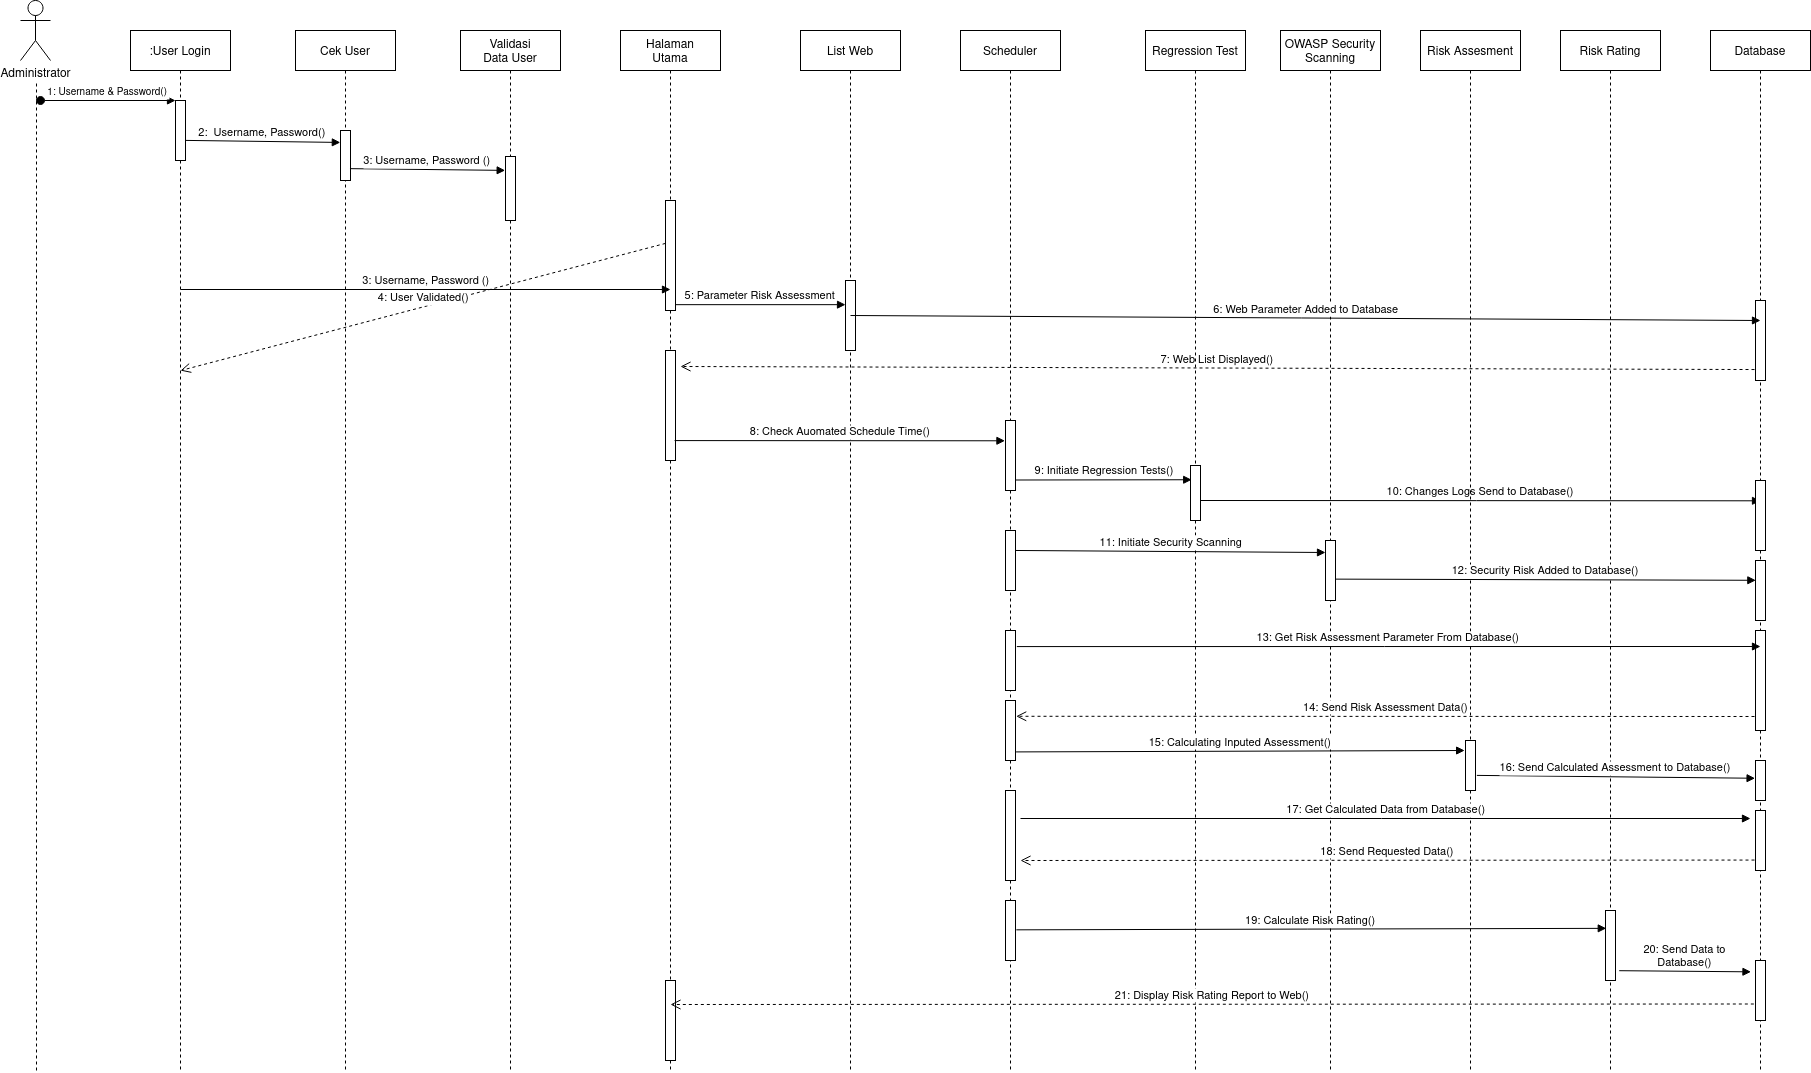 Administrator
:User Login
Cek User
Validasi
Data User
Halaman
Utama
List Web
Scheduler
Regression Test
OWASP Security
Scanning
Risk Assesment
Risk Rating
Database
1: Username & Password()
2:  Username, Password()
3: Username, Password ()
3: Username, Password ()
4: User Validated()
5: Parameter Risk Assessment
6: Web Parameter Added to Database
7: Web List Displayed()
8: Check Auomated Schedule Time()
9: Initiate Regression Tests()
10: Changes Logs Send to Database()
11: Initiate Security Scanning
12: Security Risk Added to Database()
13: Get Risk Assessment Parameter From Database()
14: Send Risk Assessment Data()
15: Calculating Inputed Assessment()
16: Send Calculated Assessment to Database()
17: Get Calculated Data from Database()
18: Send Requested Data()
19: Calculate Risk Rating()
20: Send Data to
Database()
21: Display Risk Rating Report to Web()